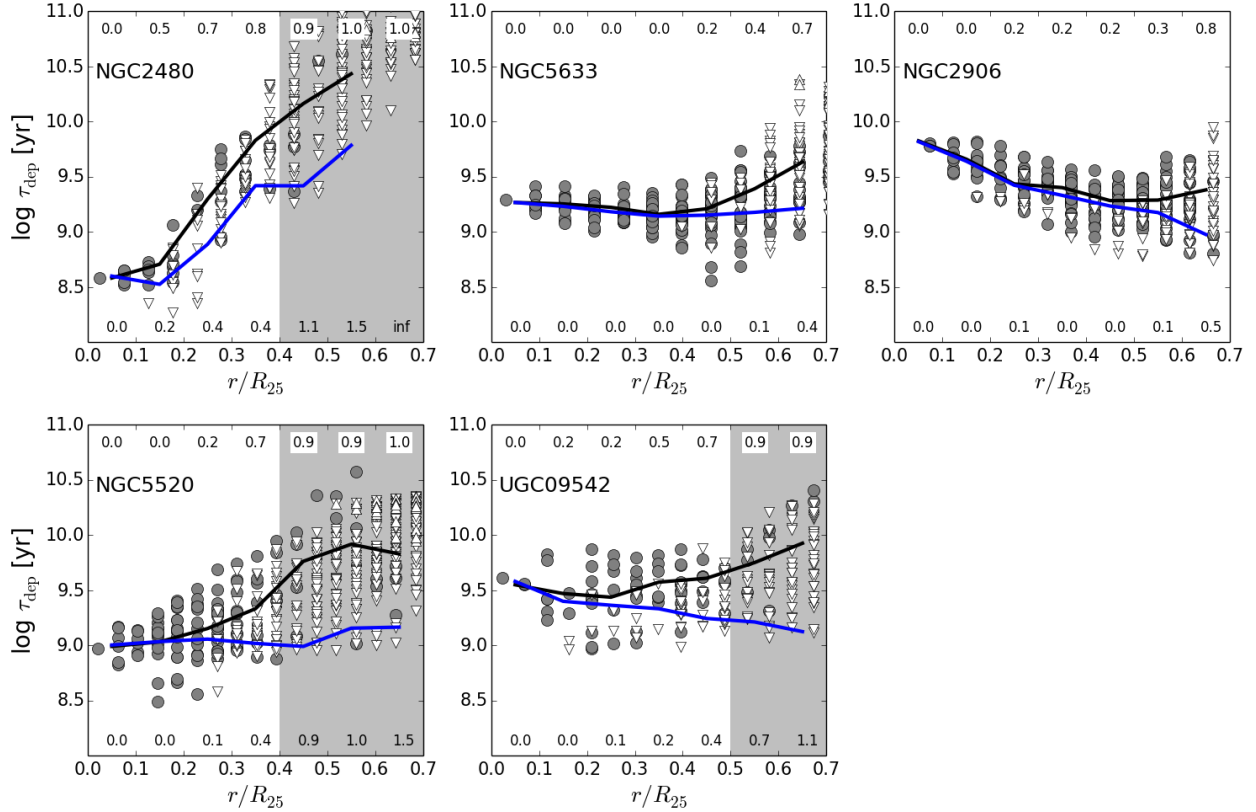 11.0 0.0 0.5 0.7 0.8 0.9 1.0 1.0
NGC2480
10.5
10.0
9.5
9.0
8.5
log τdep [yr]
0.0 0.2 0.4 0.4 1.1 1.5 inf
0.0 0.1 0.2 0.3 0.4 0.5 0.6 0.7
r/R25
11.0 0.0 0.0 0.0 0.0 0.2 0.4 0.7
NGC5633
10.5
10.0
9.5
9.0
8.5
0.0 0.0 0.0 0.0 0.0 0.1 0.4
0.0 0.1 0.2 0.3 0.4 0.5 0.6 0.7
r/R25
11.0 0.0 0.0 0.2 0.2 0.2 0.3 0.8
NGC2906
10.5
10.0
9.5
9.0
8.5
0.0 0.0 0.1 0.0 0.0 0.1 0.5
0.0 0.1 0.2 0.3 0.4 0.5 0.6 0.7
r/R25
11.0 0.0 0.0 0.2 0.7 0.9 0.9 1.0
NGC5520
10.5
10.0
9.5
9.0
8.5
log τdep [yr]
0.0 0.0 0.1 0.4 0.9 1.0 1.5
0.0 0.1 0.2 0.3 0.4 0.5 0.6 0.7
r/R25
11.0 0.0 0.2 0.2 0.5 0.7 0.9 0.9
UGC09542
10.5
10.0
9.5
9.0
8.5
0.0 0.0 0.0 0.2 0.4 0.7 1.1
0.0 0.1 0.2 0.3 0.4 0.5 0.6 0.7
r/R25